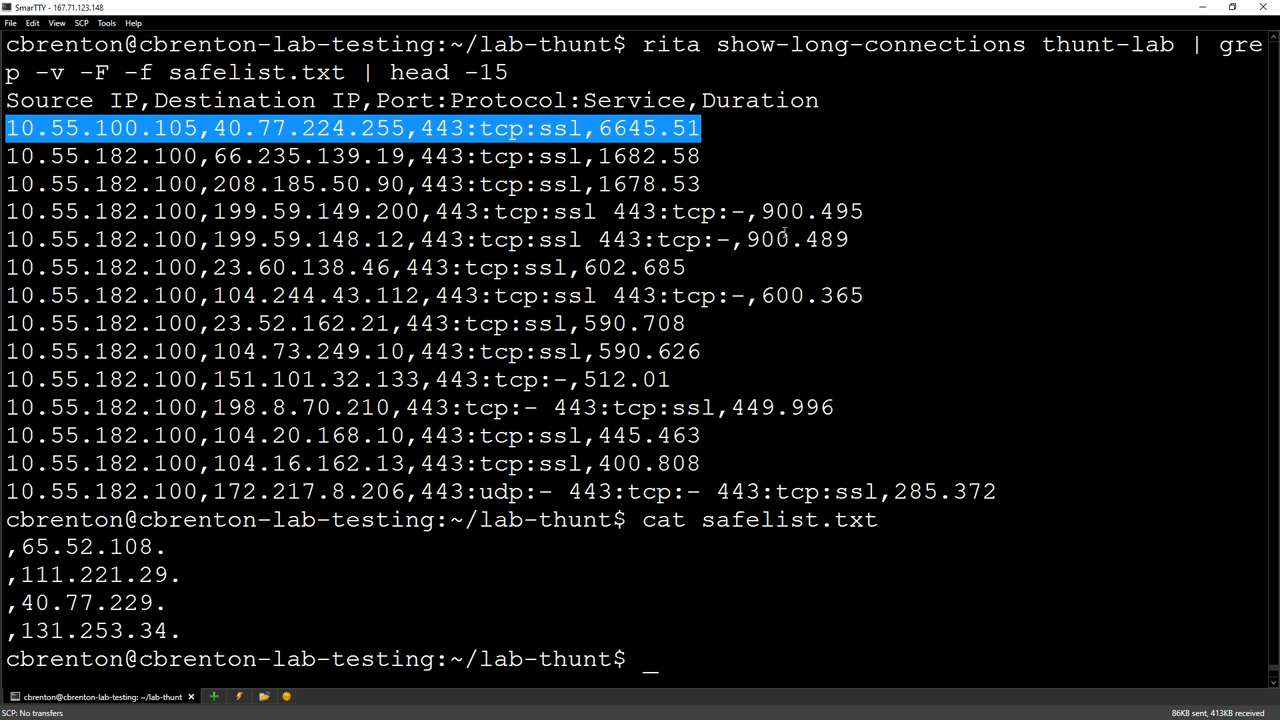 SmarTTY - 167.71.123.148
File Edit View SCP Tools Help
cbrenton@cbrenton-lab-testing:~/lab-thunt$ rita show-long-connections thunt-lab | gre
p -v -F -f safelist.txt | head -15
Source IP,Destination IP,Port:Protocol:Service,Duration
10.55.100.105,40.77.224.255,443:tcp:ssl,6645.51
10.55.182.100,66.235.139.19,443:tcp:ssl,1682.58
10.55.182.100,208.185.50.90,443:tcp:ssl,1678.53
10.55.182.100,199.59.149.200,443:tcp:ssl 443:tcp:-,900.495
10.55.182.100,199.59.148.12,443:tcp:ssl 443:tcp:-,900.489
10.55.182.100,23.60.138.46,443:tcp:ssl,602.685
10.55.182.100,104.244.43.112,443:tcp:ssl 443:tcp:-,600.365
10.55.182.100,23.52.162.21,443:tcp:ssl,590.708
10.55.182.100,104.73.249.10,443:tcp:ssl,590.626
10.55.182.100,151.101.32.133,443:tcp:-,512.01
10.55.182.100,198.8.70.210,443:tcp:- 443:tcp:ssl,449.996
10.55.182.100,104.20.168.10,443:tcp:ssl,445.463
10.55.182.100,104.16.162.13,443:tcp:ssl,400.808
10.55.182.100,172.217.8.206,443:udp:- 443:tcp:- 443:tcp:ssl,285.372
cbrenton@cbrenton-lab-testing:~/lab-thunt$ cat safelist.txt
,65.52.108.
,111.221.29.
,40.77.229.
,131.253.34.
cbrenton@cbrenton-lab-testing:~/lab-thunt$ _
cbrenton@cbrenton-lab-testing: ~/lab-thunt
SCP: No transfers 86KB sent, 413KB received